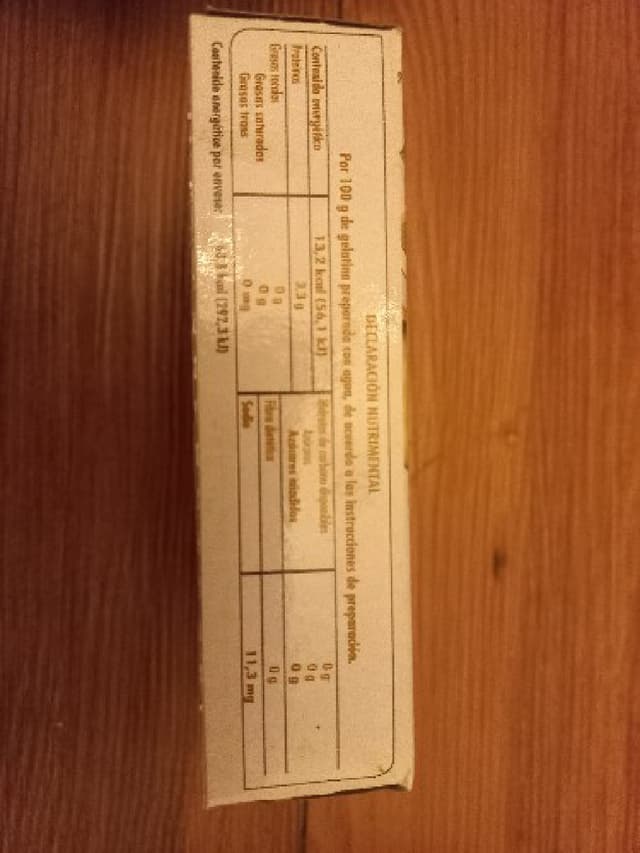 DECLARACIÓN NUTRIMENTAL
Por 100 g de gelatina preparada con agua, de acuerdo a las instrucciones de preparación.
Contenido energético 13,2 kcal (56,1 kJ)
Proteínas 3,3 g
Grasas totales 0 g
Grasas saturadas 0 g
Grasas trans 0 mg
Hidratos de carbono disponibles 0 g
Azúcares 0 g
Azúcares añadidos 0 g
Fibra dietética 0 g
Sodio 11,3 mg
Contenido energético por envase: kcal (292,3 kJ)